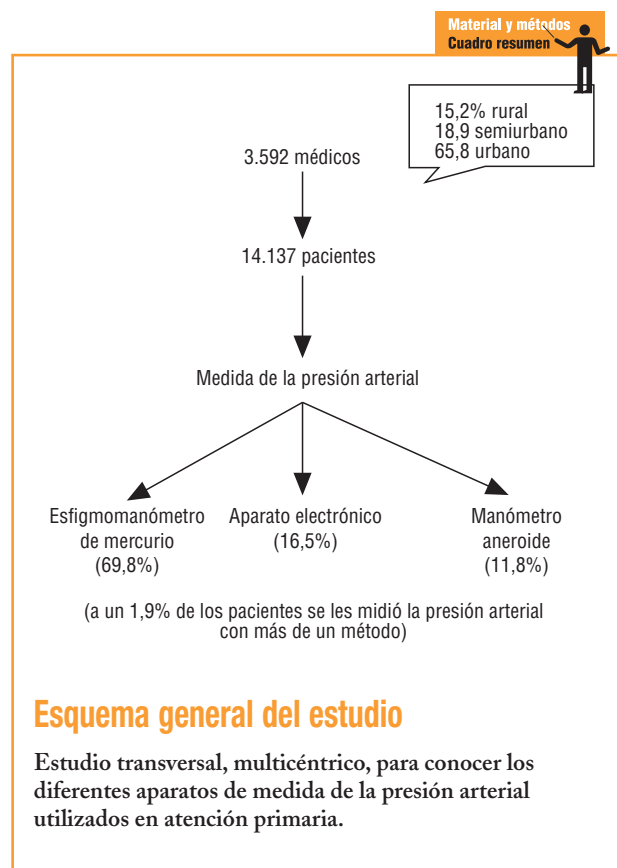 Material y métodos
Cuadro resumen
15,2% rural
18,9 semiurbano
65,8 urbano
3.592 médicos
14.137 pacientes
Medida de la presión arterial
Esfigmomanómetro
de mercurio
(69,8%)
Aparato electrónico
(16,5%)
Manómetro
aneroide
(11,8%)
(a un 1,9% de los pacientes se les midió la presión arterial
con más de un método)
Esquema general del estudio
Estudio transversal, multicéntrico, para conocer los
diferentes aparatos de medida de la presión arterial
utilizados en atención primaria.